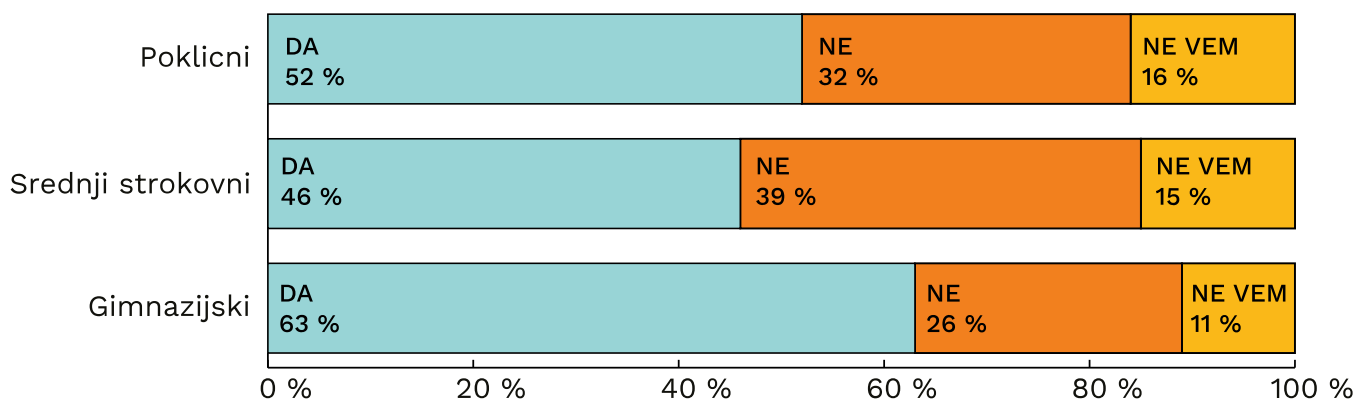 Poklicni
DA
52 %
NE
32 %
NE VEM
16 %
Srednji strokovni
DA
46 %
NE
39 %
NE VEM
15 %
Gimnazijski
DA
63 %
NE
26 %
NE VEM
11 %
0 %
20 %
40 %
60 %
80 %
100 %